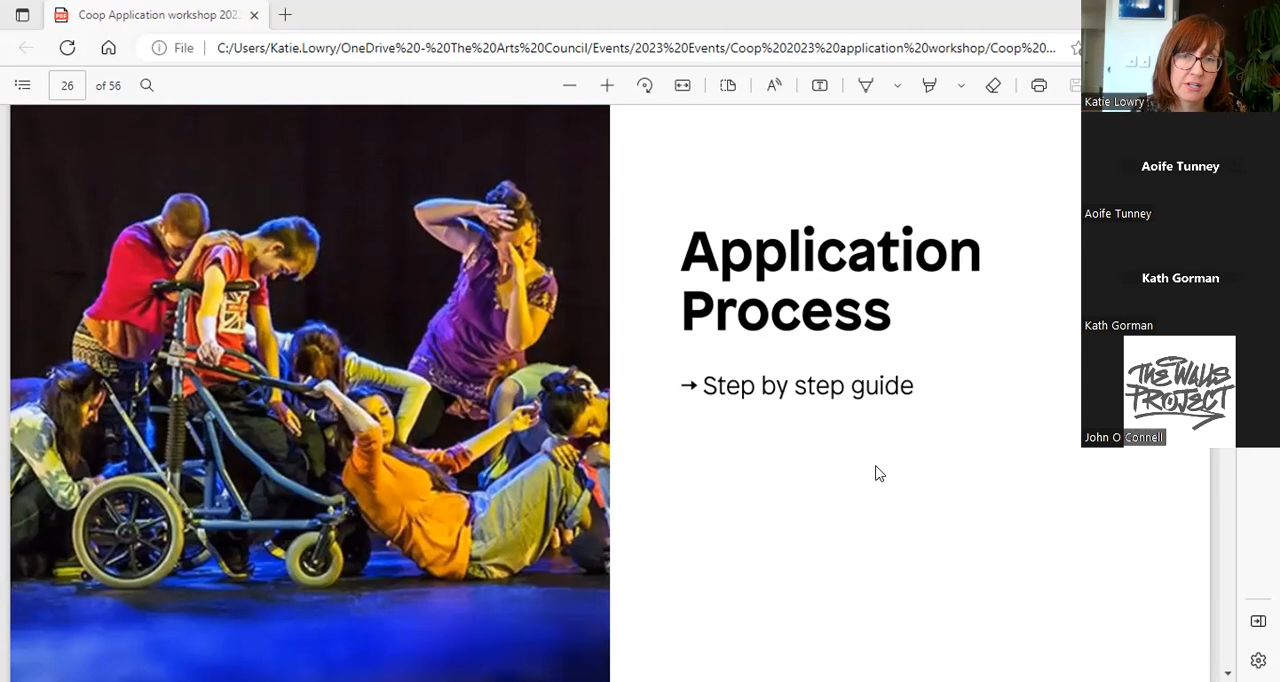 Coop Application workshop 202
File
C:/Users/Katie.Lowry/OneDrive%20-%20The%20Arts%20Council/Events/2023%20Events/Coop%202023%20application%20workshop/Coop%20...
26 of 56
Application
Process
→ Step by step guide
Katie Lowry
Aoife Tunney
Aoife Tunney
Kath Gorman
Kath Gorman
THE WALLS
PROJECT
John O Connell